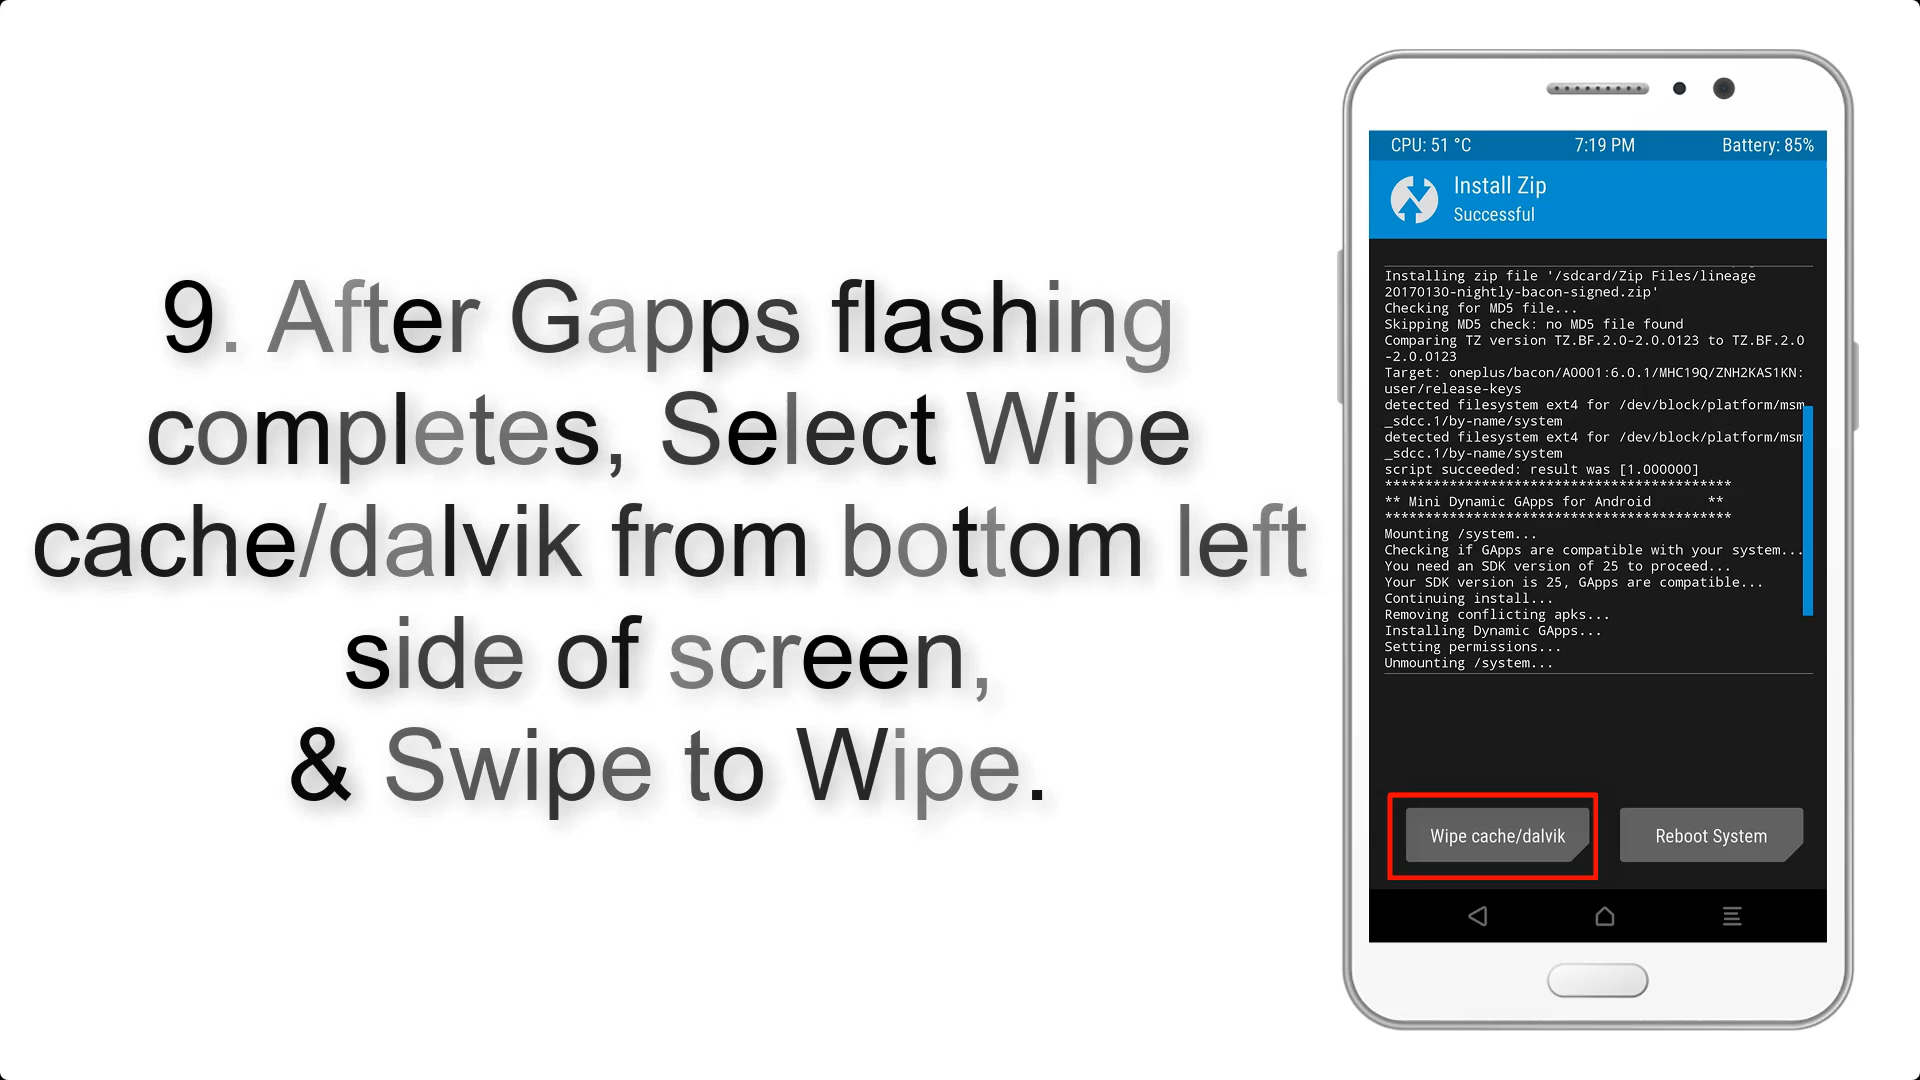 9. After Gapps flashing
completes, Select Wipe
cache/dalvik from bottom left
side of screen,
& Swipe to Wipe.
CPU: 51 °C 7:19 PM Battery: 85%
Install Zip
Successful
Installing zip file '/sdcard/Zip Files/lineage
20170130-nightly-bacon-signed.zip'
Checking for MD5 file...
Skipping MD5 check: no MD5 file found
Comparing TZ version TZ.BF.2.0-2.0.0123 to TZ.BF.2.0
-2.0.0123
Target: oneplus/bacon/A0001:6.0.1/MHC19Q/ZNH2KAS1KN:
user/release-keys
detected filesystem ext4 for /dev/block/platform/msm
_sdcc.1/by-name/system
detected filesystem ext4 for /dev/block/platform/msm
_sdcc.1/by-name/system
script succeeded: result was [1.000000]
*******************************************
** Mini Dynamic GApps for Android **
*******************************************
Mounting /system...
Checking if GApps are compatible with your system...
You need an SDK version of 25 to proceed...
Your SDK version is 25, GApps are compatible...
Continuing install...
Removing conflicting apks...
Installing Dynamic GApps...
Setting permissions...
Unmounting /system...
Wipe cache/dalvik Reboot System